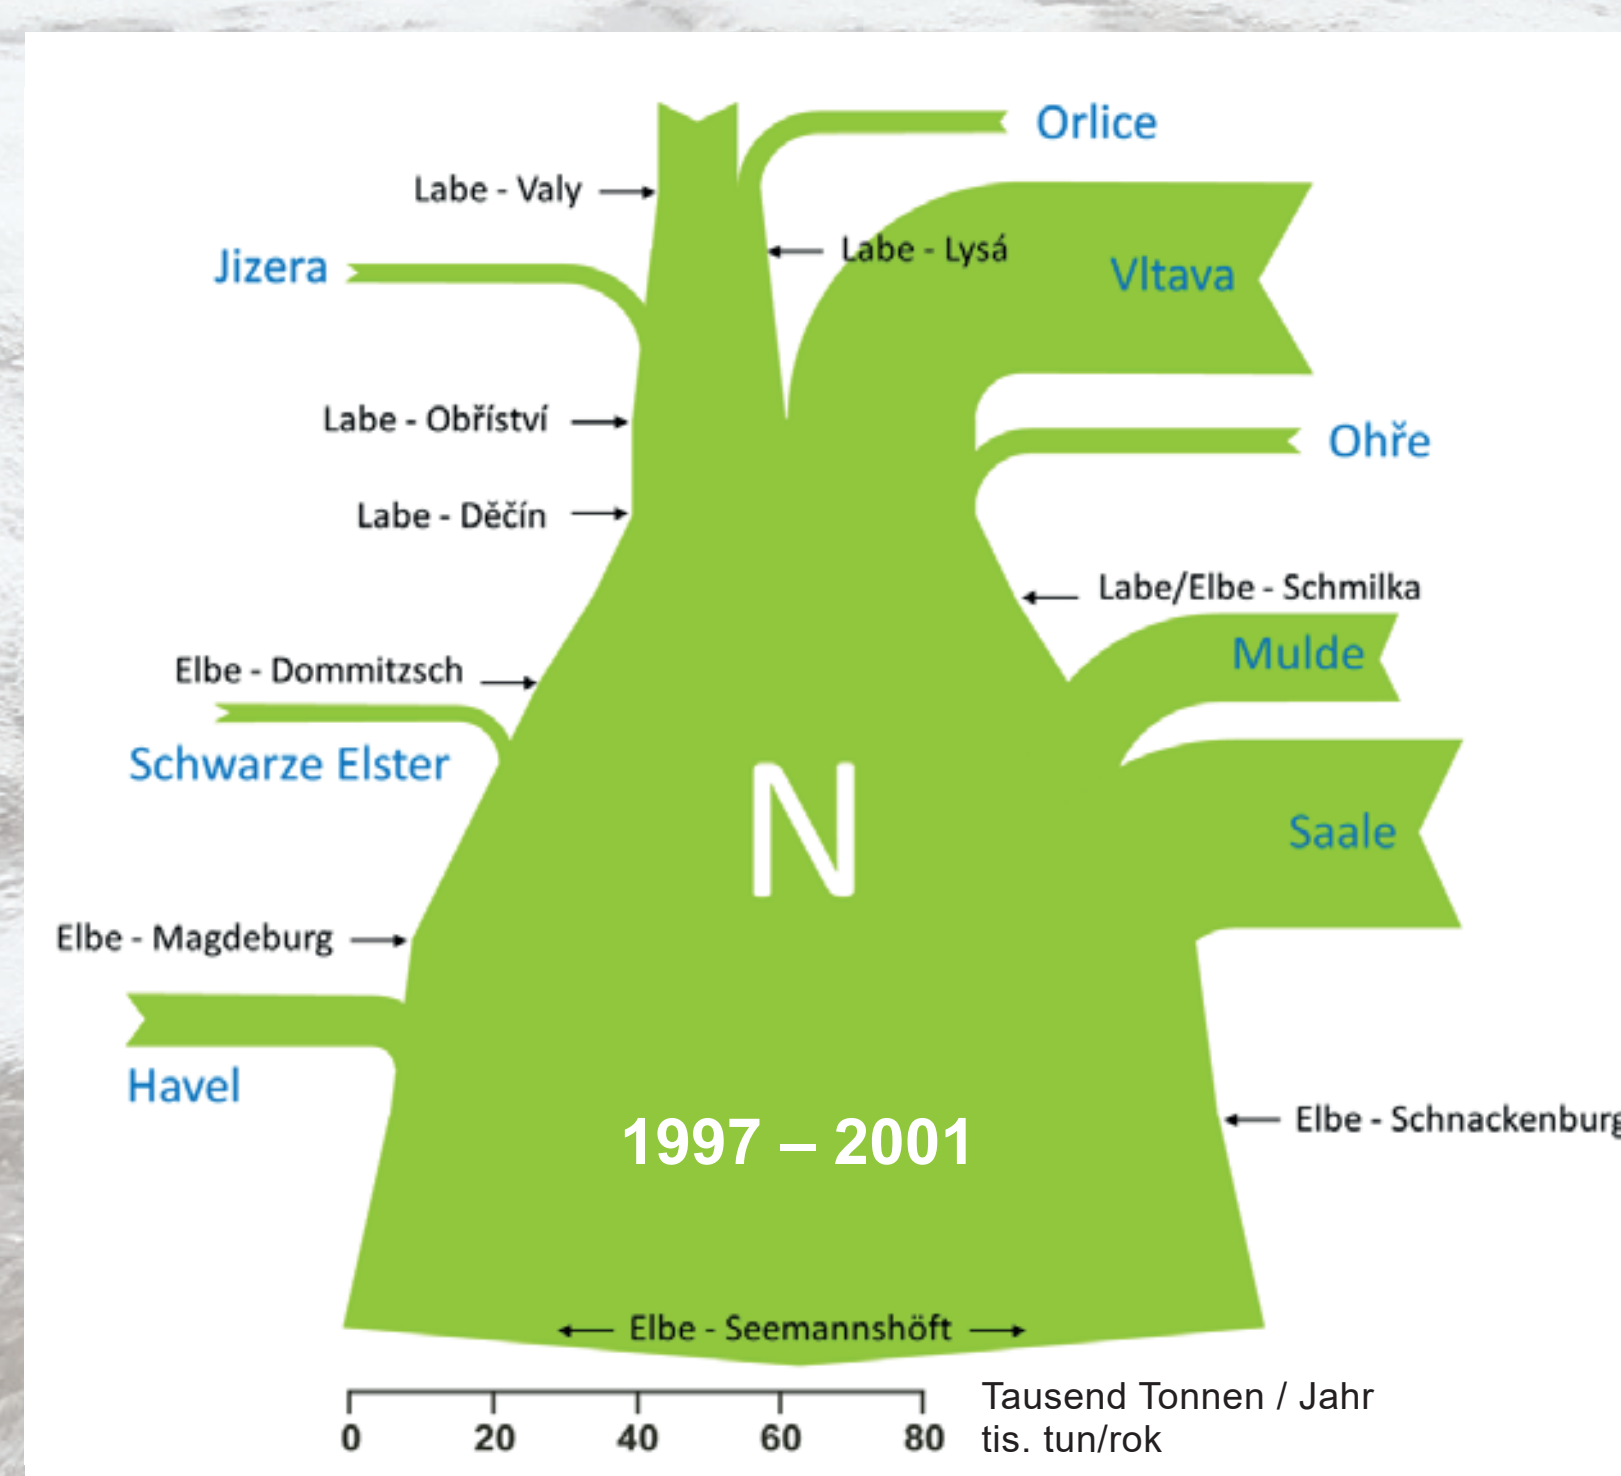 Orlice
Labe - Valy
Labe - Lysá
Jizera
Vltava
Labe - Obříství
Ohře
Labe - Děčín
Labe/Elbe - Schmilka
Mulde
Elbe - Dommitzsch
Schwarze Elster
N
Saale
Elbe - Magdeburg
Havel
1997 – 2001
Elbe - Schnackenburg
Elbe - Seemannshöft
0 20 40 60 80
Tausend Tonnen / Jahr
tis. tun/rok